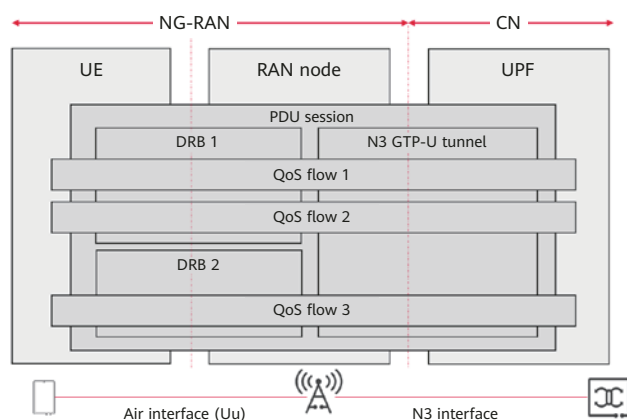 NG-RAN CN
UE RAN node UPF
PDU session
DRB 1 N3 GTP-U tunnel
QoS flow 1
QoS flow 2
DRB 2
QoS flow 3
Air interface (Uu) N3 interface